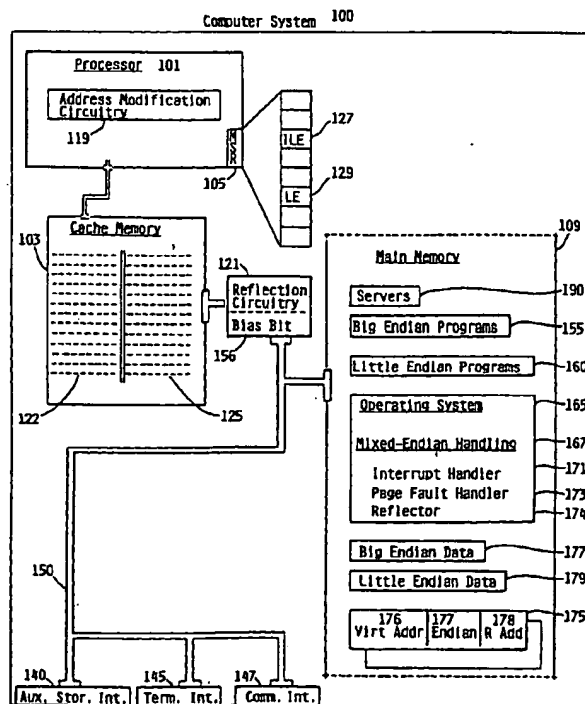 Computer System 100
Processor 101
Address Modification
Circuitry
119
105
ILE
127
LE
129
103
Cache Memory
122
125
121
Reflection
Circuitry
Bias Bit
156
109
Main Memory
Servers
190
Big Endian Programs
155
Little Endian Programs
160
Operating System
165
Mixed-Endian Handling
167
Interrupt Handler
171
Page Fault Handler
173
Reflector
174
Big Endian Data
177
Little Endian Data
179
176 177 178
Virt Addr Endian R Add
175
150
140
Aux. Stor. Int.
145
Term. Int.
147
Comm. Int.